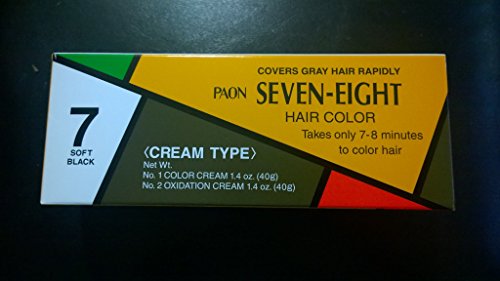 COVERS GRAY HAIR RAPIDLY
PAON SEVEN-EIGHT
HAIR COLOR
Takes only 7-8 minutes
to color hair
7
SOFT
BLACK
〈CREAM TYPE〉
Net Wt.
No. 1 COLOR CREAM 1.4 oz. (40g)
No. 2 OXIDATION CREAM 1.4 oz. (40g)